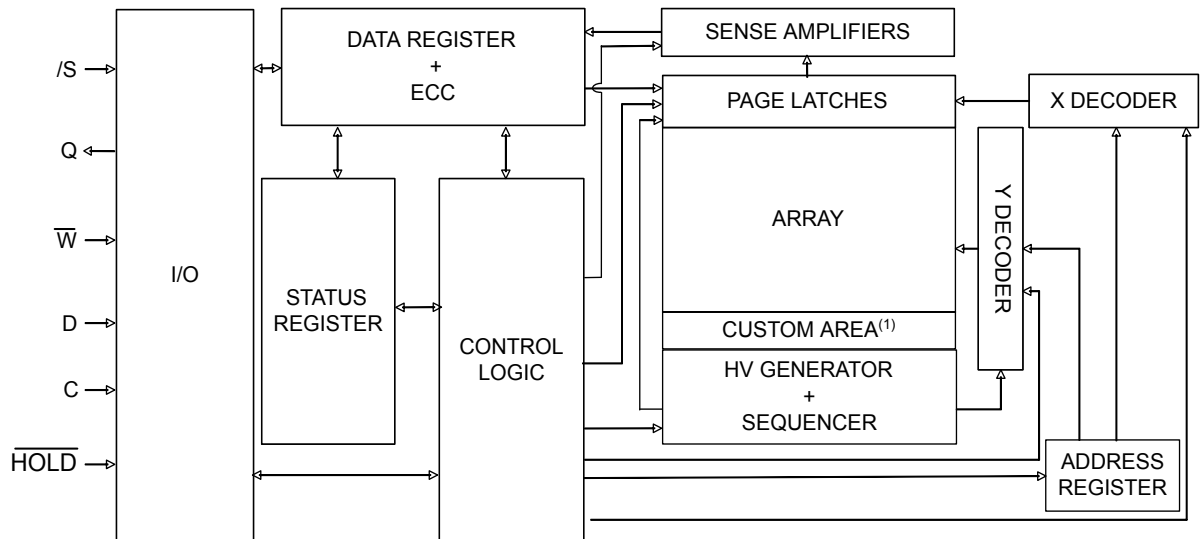 /S
Q
W
D
C
HOLD
I/O
DATA REGISTER
+
ECC
STATUS
REGISTER
CONTROL
LOGIC
SENSE AMPLIFIERS
PAGE LATCHES
ARRAY
CUSTOM AREA(1)
HV GENERATOR
+
SEQUENCER
X DECODER
Y DECODER
ADDRESS
REGISTER